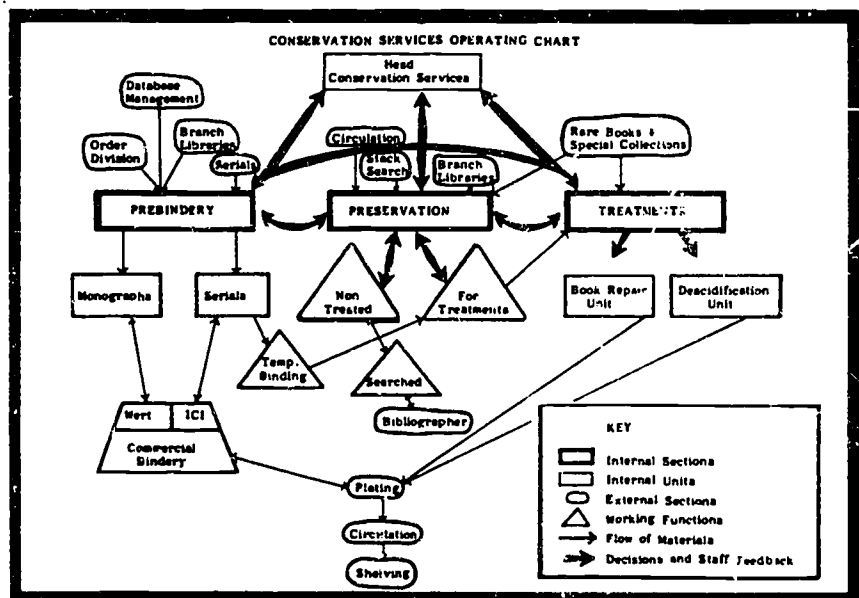 CONSERVATION SERVICES OPERATING CHART
Head
Conservation Services
Database
Management
Order
Division
Branch
Libraries
Serials
Circulation
Stack
Search
Branch
Libraries
Rare Books +
Special Collections
PREBINDERY
PRESERVATION
TREATMENTS
Monographs
Serials
Non
Treated
For
Treatments
Book Repair
Unit
Deacidification
Unit
Temp.
Binding
Searched
Bibliographer
Wert
ICI
Commercial
Bindery
Plating
Circulation
Shelving
KEY
Internal Sections
Internal Units
External Sections
Working Functions
Flow of Materials
Decisions and Staff Feedback